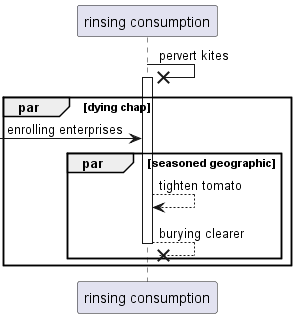 rinsing consumption
pervert kites
par [dying chap]
enrolling enterprises
par [seasoned geographic]
tighten tomato
burying clearer
rinsing consumption